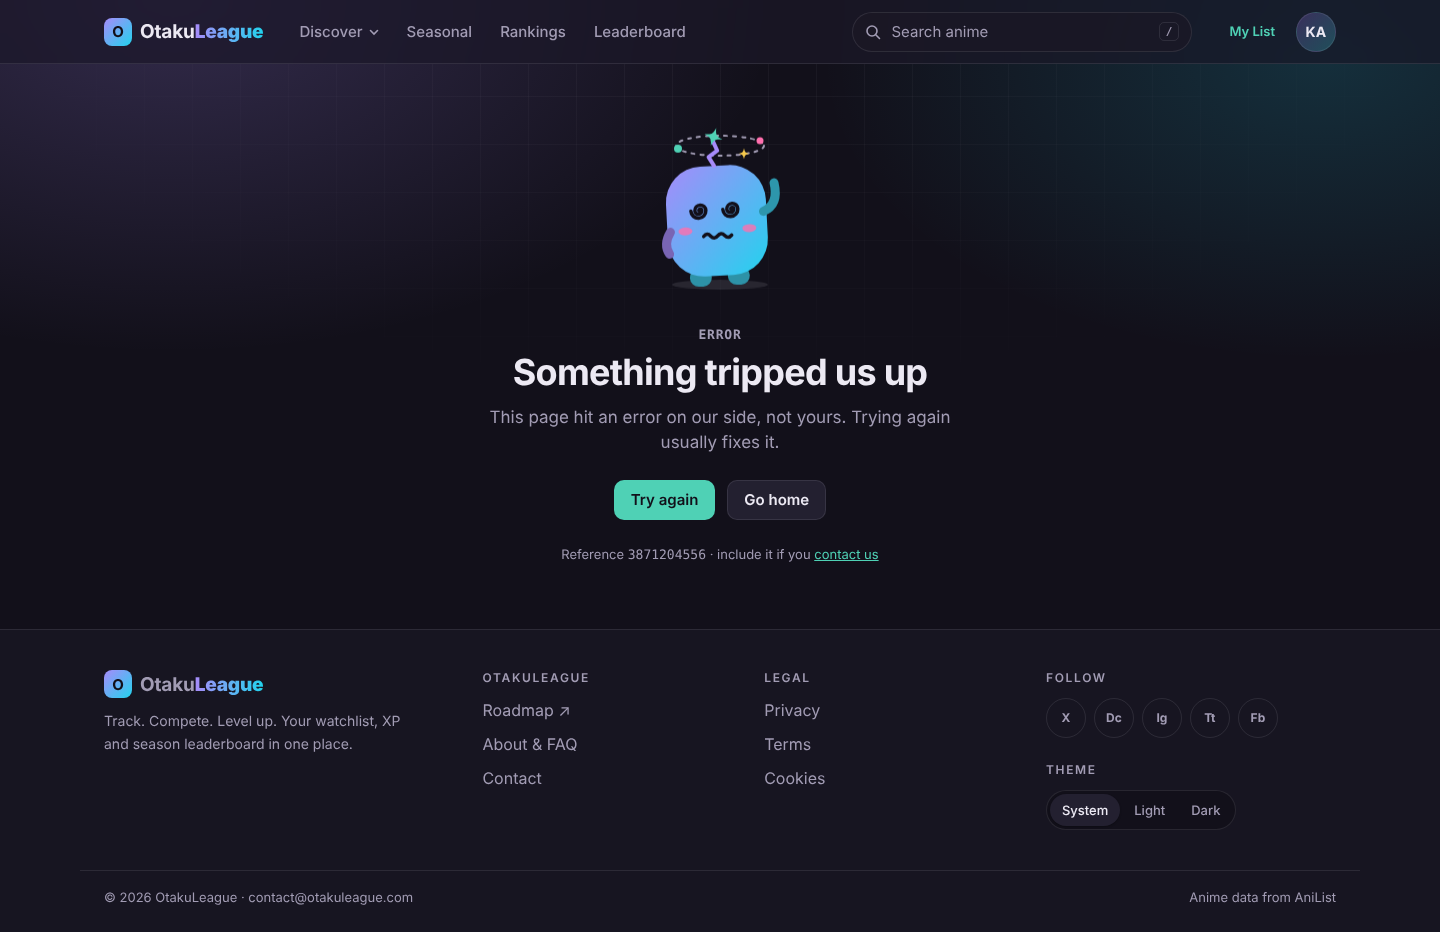 O OtakuLeague
Discover
Seasonal
Rankings
Leaderboard
Search anime
/
My List
KA
ERROR
Something tripped us up
This page hit an error on our side, not yours. Trying again
usually fixes it.
Try again
Go home
Reference 3871204556 · include it if you contact us
O OtakuLeague
Track. Compete. Level up. Your watchlist, XP
and season leaderboard in one place.
OTAKULEAGUE
Roadmap ↗
About & FAQ
Contact
LEGAL
Privacy
Terms
Cookies
FOLLOW
X Dc Ig Tt Fb
THEME
System Light Dark
© 2026 OtakuLeague · contact@otakuleague.com
Anime data from AniList